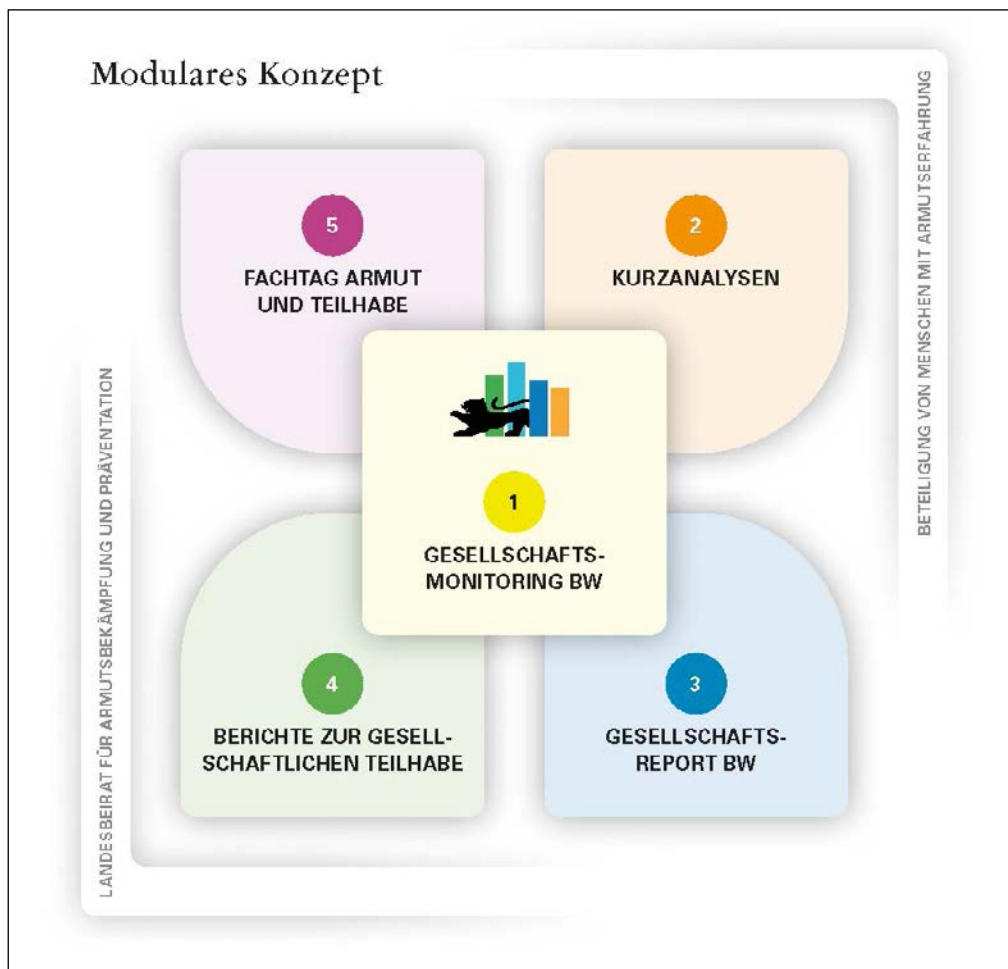 Modulares Konzept
5
FACHTAG ARMUT
UND TEILHABE
2
KURZANALYSEN
1
GESELLSCHAFTS-
MONITORING BW
4
BERICHTE ZUR GESELL-
SCHAFTLICHEN TEILHABE
3
GESELLSCHAFTS-
REPORT BW
LANDESBEIRAT FÜR ARMUTSBEKÄMPFUNG UND PRÄVENTATION
BETEILIGUNG VON MENSCHEN MIT ARMUTSERFAHRUNG